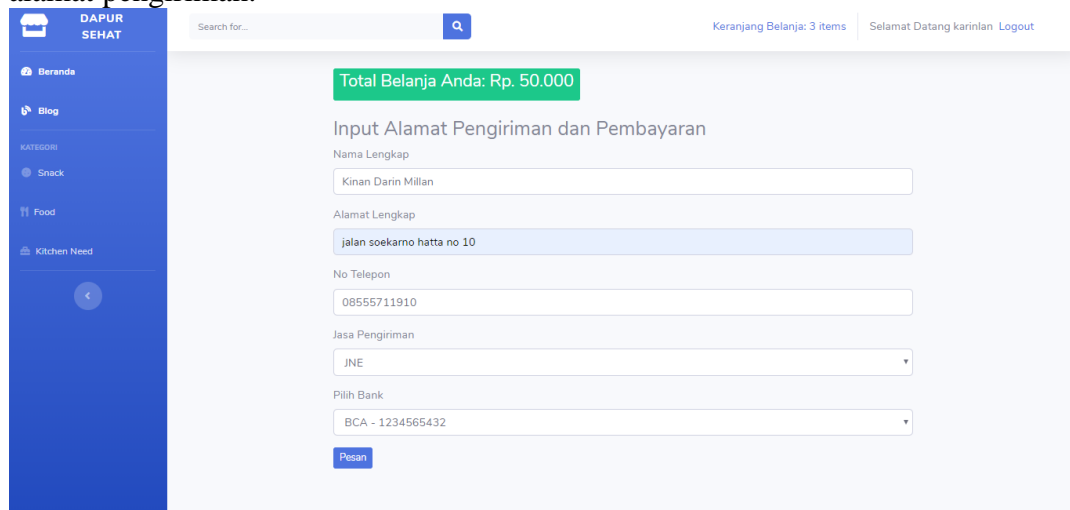 alamat pengiriman.
DAPUR
SEHAT
Search for...
Keranjang Belanja: 3 items
Selamat Datang karinlan Logout
Beranda
Blog
KATEGORI
Snack
Food
Kitchen Need
Total Belanja Anda: Rp. 50.000
Input Alamat Pengiriman dan Pembayaran
Nama Lengkap
Kinan Darin Millan
Alamat Lengkap
jalan soekarno hatta no 10
No Telepon
08555711910
Jasa Pengiriman
JNE
Pilih Bank
BCA - 1234565432
Pesan